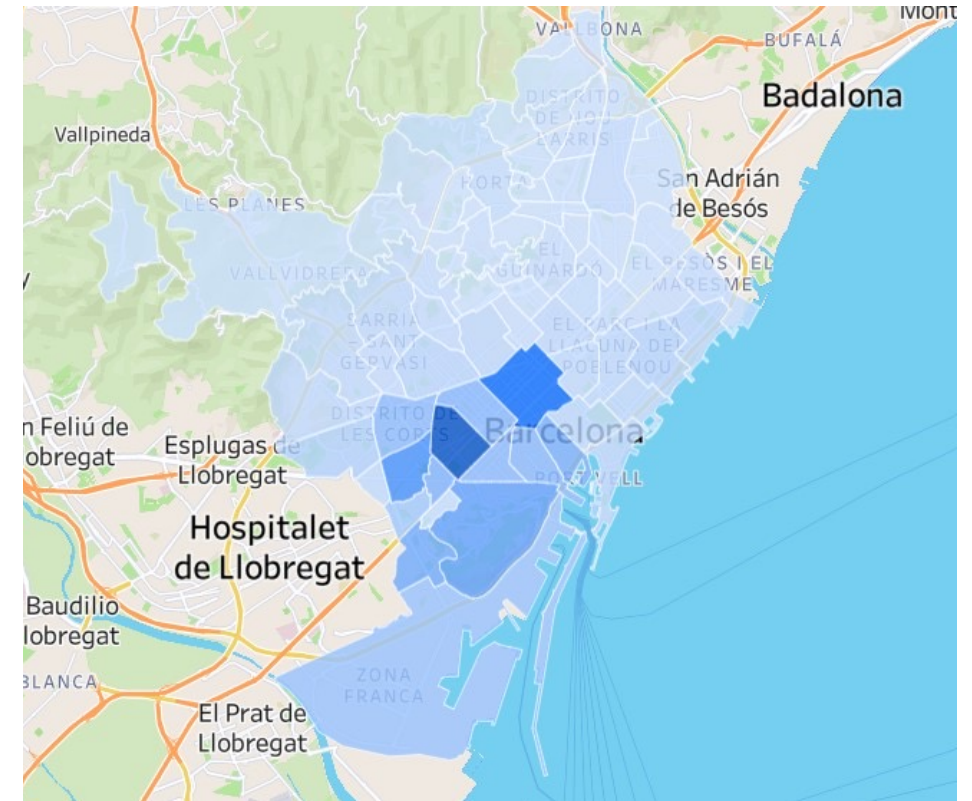 Mont
VALLBONA
BUFALÁ
Badalona
DISTRITO
DE NOU
BARRIS
Vallpineda
HORTA
San Adrián
de Besós
LES PLANES
EL
GUINARDÓ
EL BESÒS I EL
MARESME
VALLVIDRERA
SARRIÀ
- SANT
GERVASI
EL PARC I LA
LLACUNA DEL
POBLENOU
DISTRITO DE
LES CORTS
Barcelona
n Feliú de
obregat
Esplugas de
Llobregat
PORT VELL
Hospitalet
de Llobregat
Baudilio
lobregat
BLANCA
ZONA
FRANCA
El Prat de
Llobregat